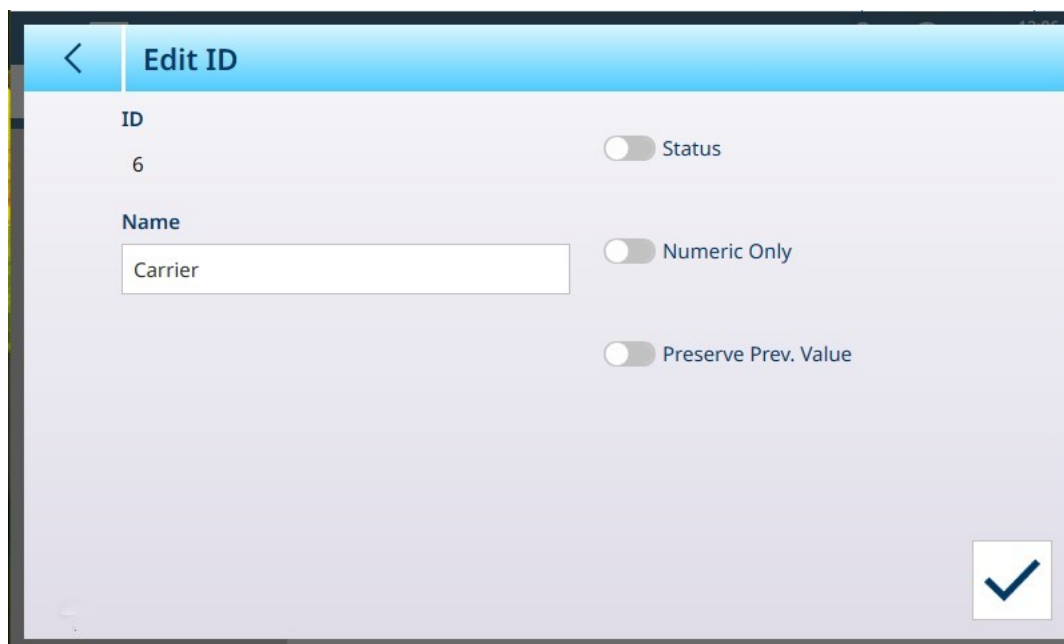 Edit ID
ID
6
Status
Name
Carrier
Numeric Only
Preserve Prev. Value